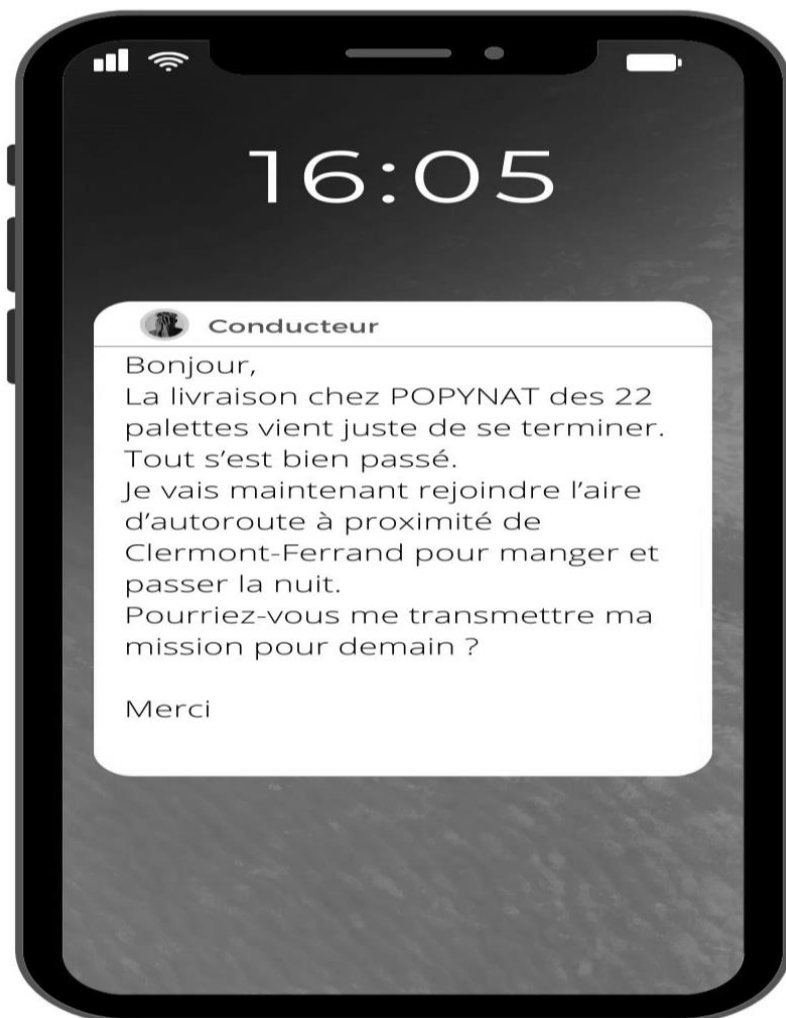 16:05
Conducteur
Bonjour,
La livraison chez POPYNAT des 22
palettes vient juste de se terminer.
Tout s’est bien passé.
Je vais maintenant rejoindre l’aire
d’autoroute à proximité de
Clermont-Ferrand pour manger et
passer la nuit.
Pourriez-vous me transmettre ma
mission pour demain ?
Merci